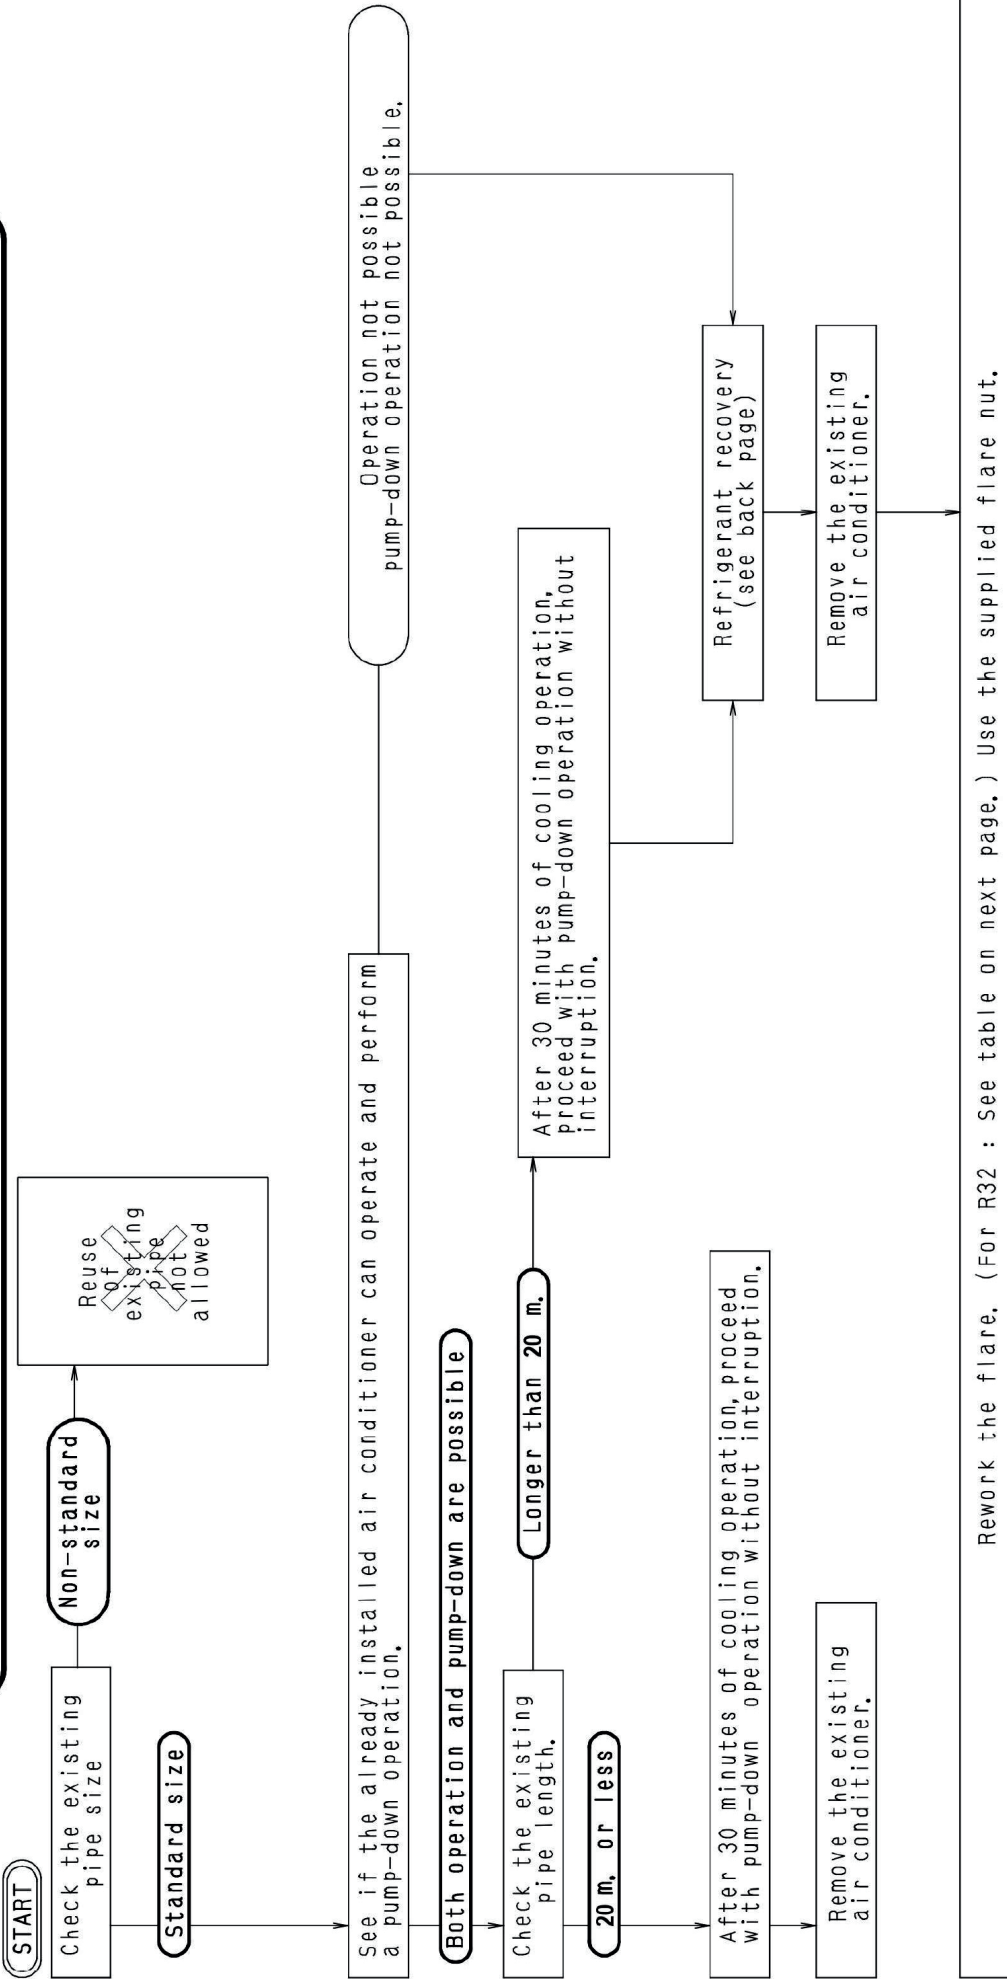 START
Check the existing
pipe size
Non-standard
size
Reuse
of
existing
pipe
not
allowed
Standard size
See if the already installed air conditioner can operate and perform
a pump-down operation.
Operation not possible
pump-down operation not possible.
Both operation and pump-down are possible
Check the existing
pipe length.
Longer than 20 m.
After 30 minutes of cooling operation,
proceed with pump-down operation without
interruption.
20 m. or less
After 30 minutes of cooling operation, proceed
with pump-down operation without interruption.
Refrigerant recovery
(see back page)
Remove the existing
air conditioner.
Remove the existing
air conditioner.
Rework the flare. (For R32 : See table on next page.) Use the supplied flare nut.